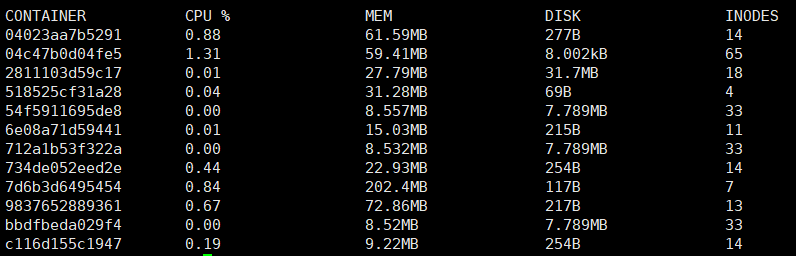 CONTAINER CPU % MEM DISK INODES
04023aa7b5291 0.88 61.59MB 277B 14
04c47b0d04fe5 1.31 59.41MB 8.002kB 65
2811103d59c17 0.01 27.79MB 31.7MB 18
518525cf31a28 0.04 31.28MB 69B 4
54f5911695de8 0.00 8.557MB 7.789MB 33
6e08a71d59441 0.01 15.03MB 215B 11
712a1b53f322a 0.00 8.532MB 7.789MB 33
734de052eed2e 0.44 22.93MB 254B 14
7d6b3d6495454 0.84 202.4MB 117B 7
9837652889361 0.67 72.86MB 217B 13
bbdfbeda029f4 0.00 8.52MB 7.789MB 33
c116d155c1947 0.19 9.22MB 254B 14